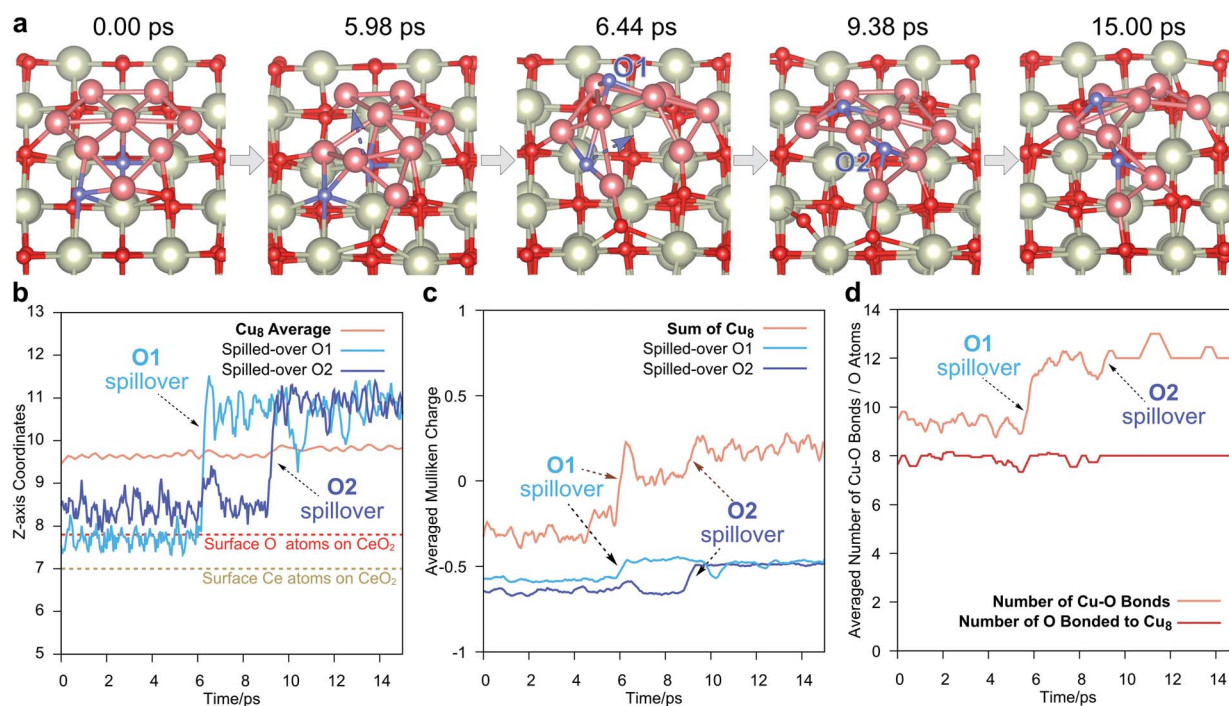 a
0.00 ps
5.98 ps
6.44 ps
9.38 ps
15.00 ps
O1
O2
b
Z-axis Coordinates
13
12
11
10
9
8
7
6
5
Cu₈ Average
Spilled-over O1
Spilled-over O2
O1
spillover
O2
spillover
Surface O atoms on CeO₂
Surface Ce atoms on CeO₂
0 2 4 6 8 10 12 14
Time/ps
c
Averaged Mulliken Charge
1
0.5
0
-0.5
-1
Sum of Cu₈
Spilled-over O1
Spilled-over O2
O1
spillover
O2
spillover
0 2 4 6 8 10 12 14
Time/ps
d
Averaged Number of Cu-O Bonds / O Atoms
14
12
10
8
6
4
2
0
O1
spillover
O2
spillover
Number of Cu-O Bonds
Number of O Bonded to Cu₈
0 2 4 6 8 10 12 14
Time/ps